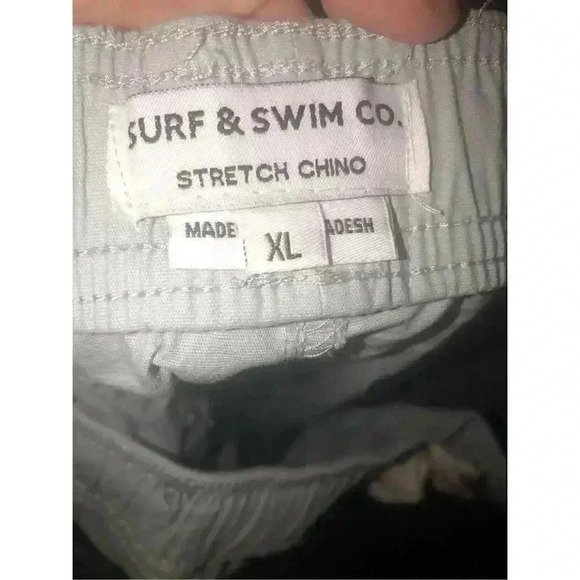 SURF & SWIM CO.
STRETCH CHINO
MADE
XL
ADESH